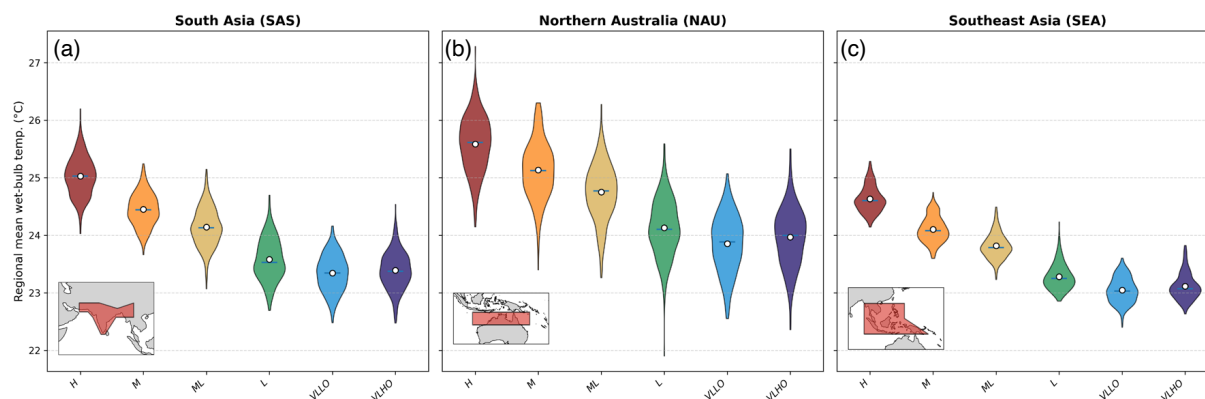 South Asia (SAS)
Northern Australia (NAU)
Southeast Asia (SEA)
(a)
(b)
(c)
Regional mean wet-bulb temp. (°C)
27
26
25
24
23
22
H
M
ML
L
VLLO
VLHO
H
M
ML
L
VLLO
VLHO
H
M
ML
L
VLLO
VLHO